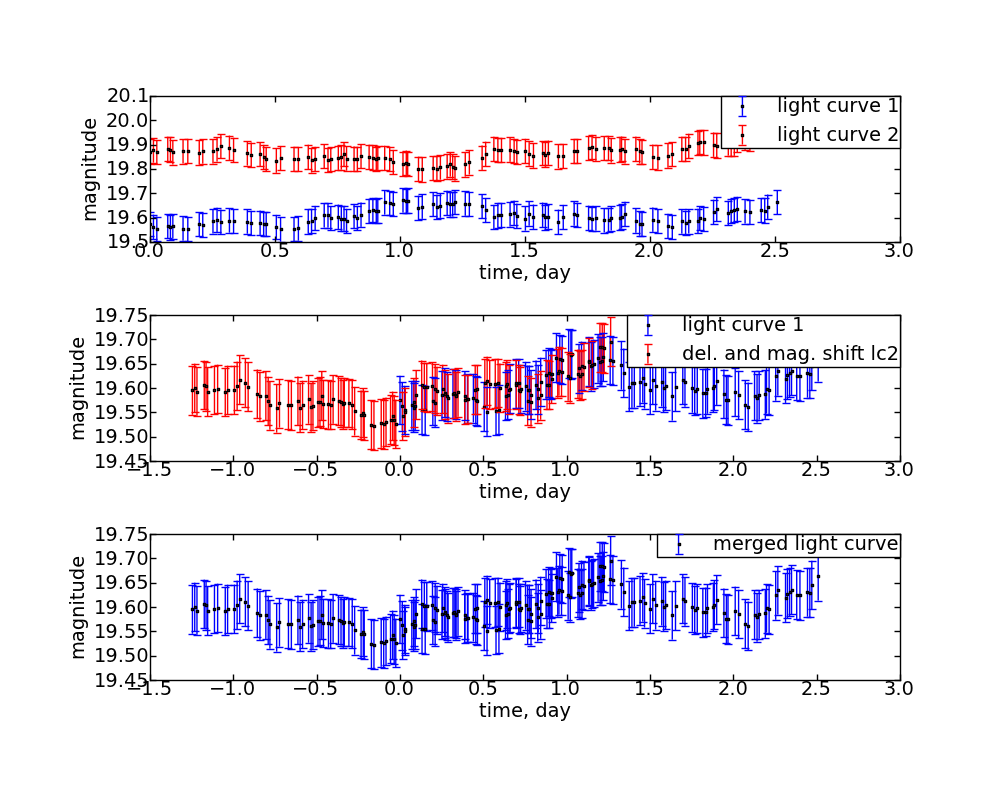 20.1
20.0
19.9
19.8
19.7
19.6
19.5
magnitude
light curve 1
light curve 2
0.0 0.5 1.0 1.5 2.0 2.5 3.0
time, day
19.75
19.70
19.65
19.60
19.55
19.50
19.45
magnitude
light curve 1
del. and mag. shift lc2
−1.5 −1.0 −0.5 0.0 0.5 1.0 1.5 2.0 2.5 3.0
time, day
19.75
19.70
19.65
19.60
19.55
19.50
19.45
magnitude
merged light curve
−1.5 −1.0 −0.5 0.0 0.5 1.0 1.5 2.0 2.5 3.0
time, day